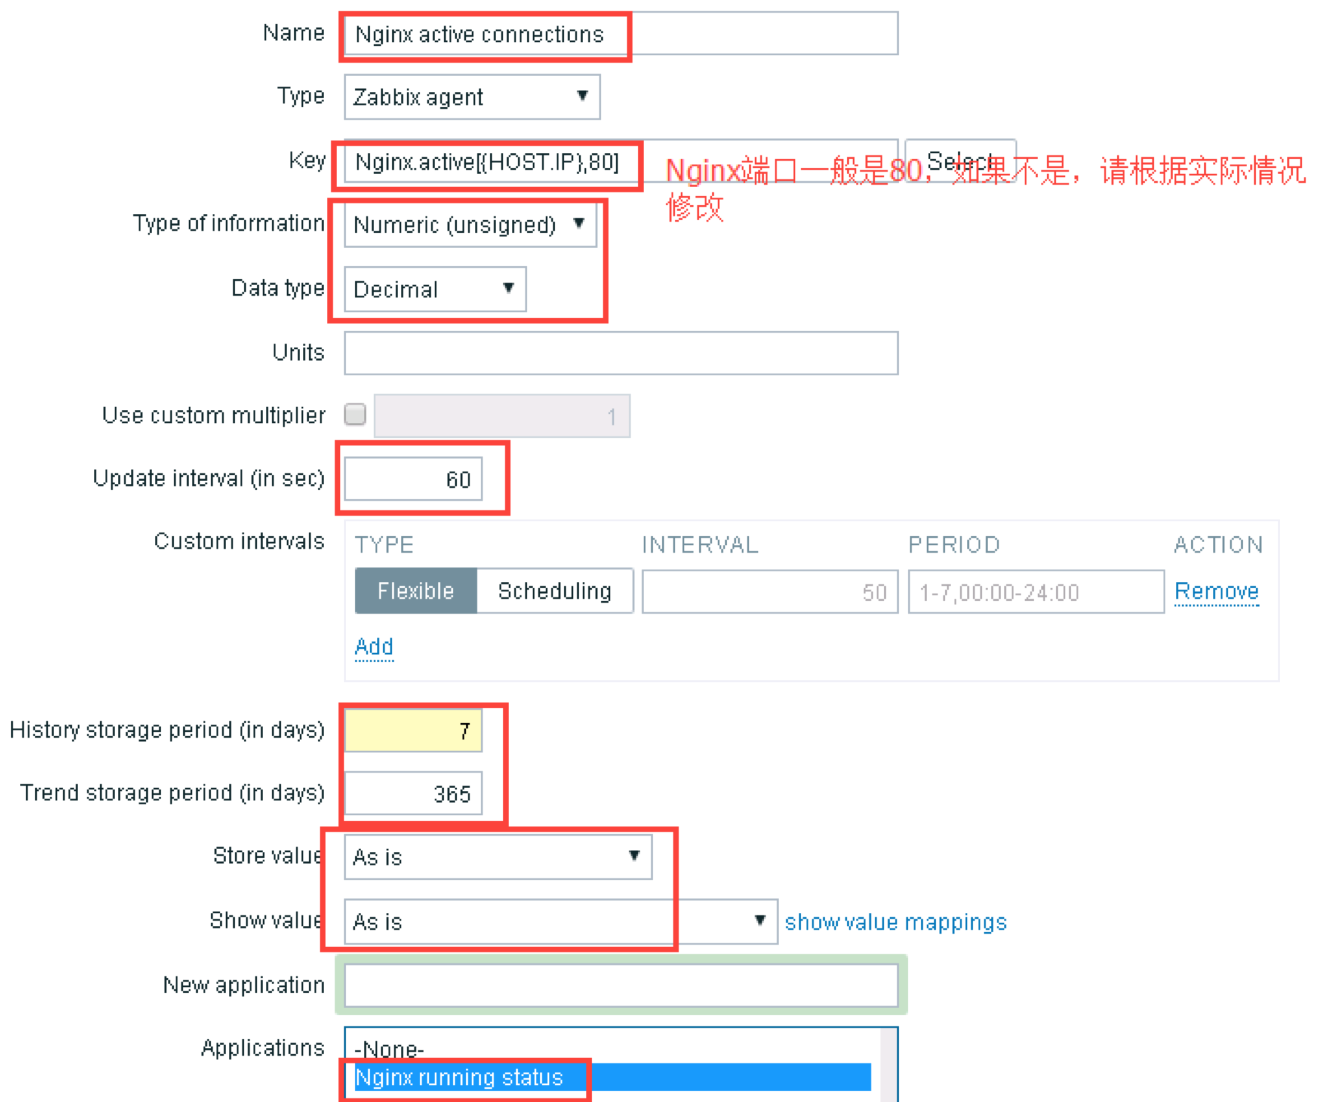 Name Nginx active connections
Type Zabbix agent
Key Nginx.active[{HOST.IP},80] Select
Nginx端口一般是80，如果不是，请根据实际情况
修改
Type of information Numeric (unsigned)
Data type Decimal
Units
Use custom multiplier 1
Update interval (in sec) 60
Custom intervals TYPE INTERVAL PERIOD ACTION
Flexible Scheduling 50 1-7,00:00-24:00 Remove
Add
History storage period (in days) 7
Trend storage period (in days) 365
Store value As is
Show value As is show value mappings
New application
Applications -None-
Nginx running status